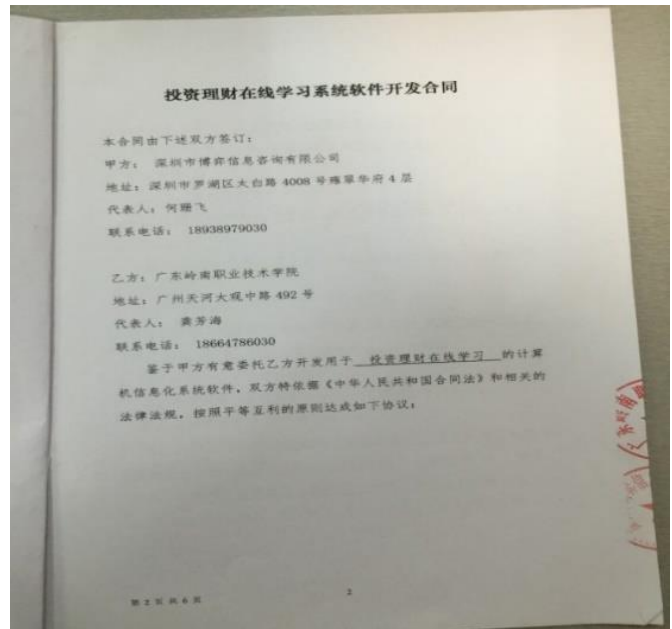 投资理财在线学习系统软件开发合同
本合同由下述双方签订：
甲方： 深圳市博弈信息咨询有限公司
地址：深圳市罗湖区太白路 4008 号雍翠华府 4 层
代表人：何珊飞
联系电话： 18938979030
乙方：广东岭南职业技术学院
地址：广州天河大观中路 492 号
代表人： 龚芳海
联系电话： 18664786030
鉴于甲方有意委托乙方开发用于 投资理财在线学习 的计算
机信息化系统软件，双方特依据《中华人民共和国合同法》和相关的
法律法规，按照平等互利的原则达成如下协议：
2
第 2 页 共 6 页